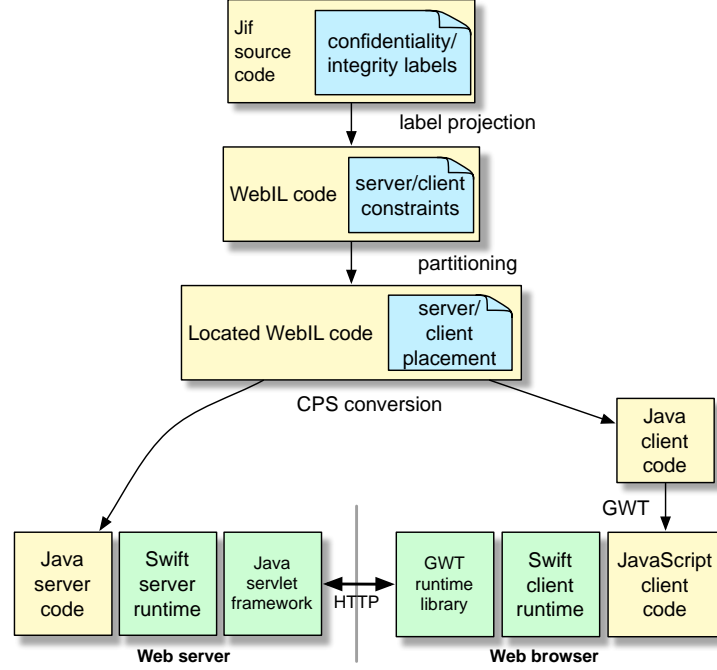 Jif
source
code
confidentiality/
integrity labels
label projection
WebIL code
server/client
constraints
partitioning
Located WebIL code
server/
client
placement
CPS conversion
Java
client
code
GWT
Java
server
code
Swift
server
runtime
Java
servlet
framework
HTTP
GWT
runtime
library
Swift
client
runtime
JavaScript
client
code
Web server
Web browser